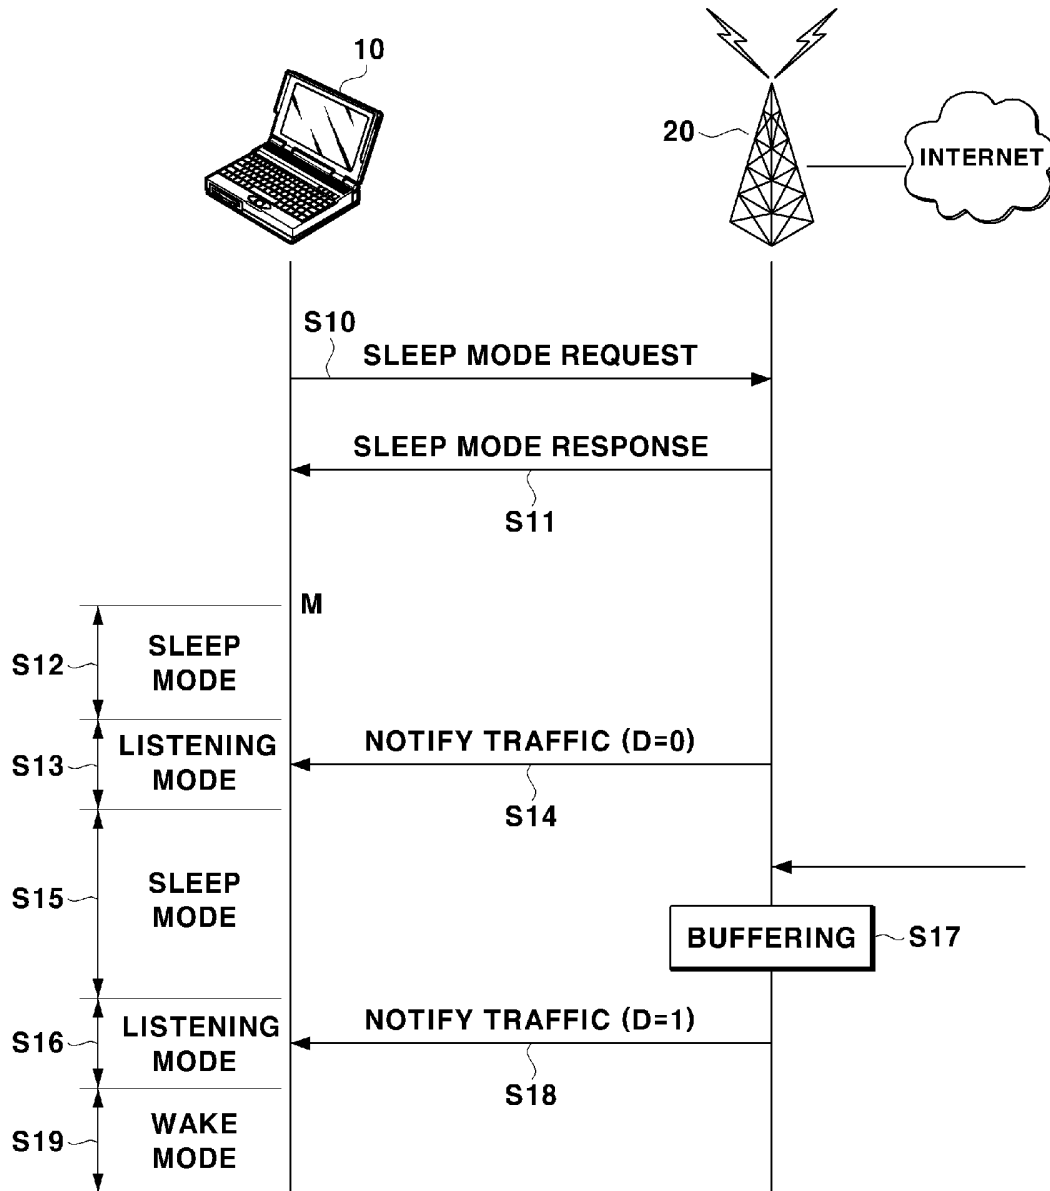 10
20
INTERNET
S10
SLEEP MODE REQUEST
SLEEP MODE RESPONSE
S11
M
S12
SLEEP
MODE
S13
LISTENING
MODE
NOTIFY TRAFFIC (D=0)
S14
S15
SLEEP
MODE
BUFFERING
S17
S16
LISTENING
MODE
NOTIFY TRAFFIC (D=1)
S18
S19
WAKE
MODE